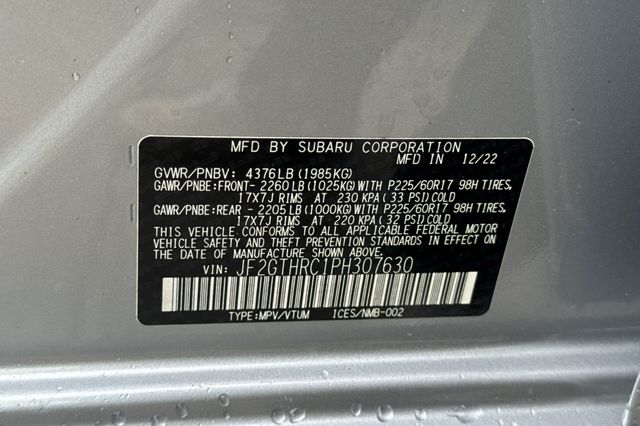 MFD BY SUBARU CORPORATION
MFD IN 12/22
GVWR/PNBV: 4376LB(1985KG)
GAWR/PNBE:FRONT- 2260LB(1025KG)WITH P225/60R17 98H TIRES,
17X7J RIMS AT 230 KPA (33 PSI)COLD
GAWR/PNBE:REAR - 2205LB(1000KG)WITH P225/60R17 98H TIRES,
17X7J RIMS AT 220 KPA (32 PSI)COLD
THIS VEHICLE CONFORMS TO ALL APPLICABLE FEDERAL MOTOR
VEHICLE SAFETY AND THEFT PREVENTION STANDARDS IN EFFECT ON
THE DATE OF MANUFACTURE SHOWN ABOVE.
VIN: JF2GTHRC1PH307630
TYPE:MPV/VTUM ICES/NMB-002